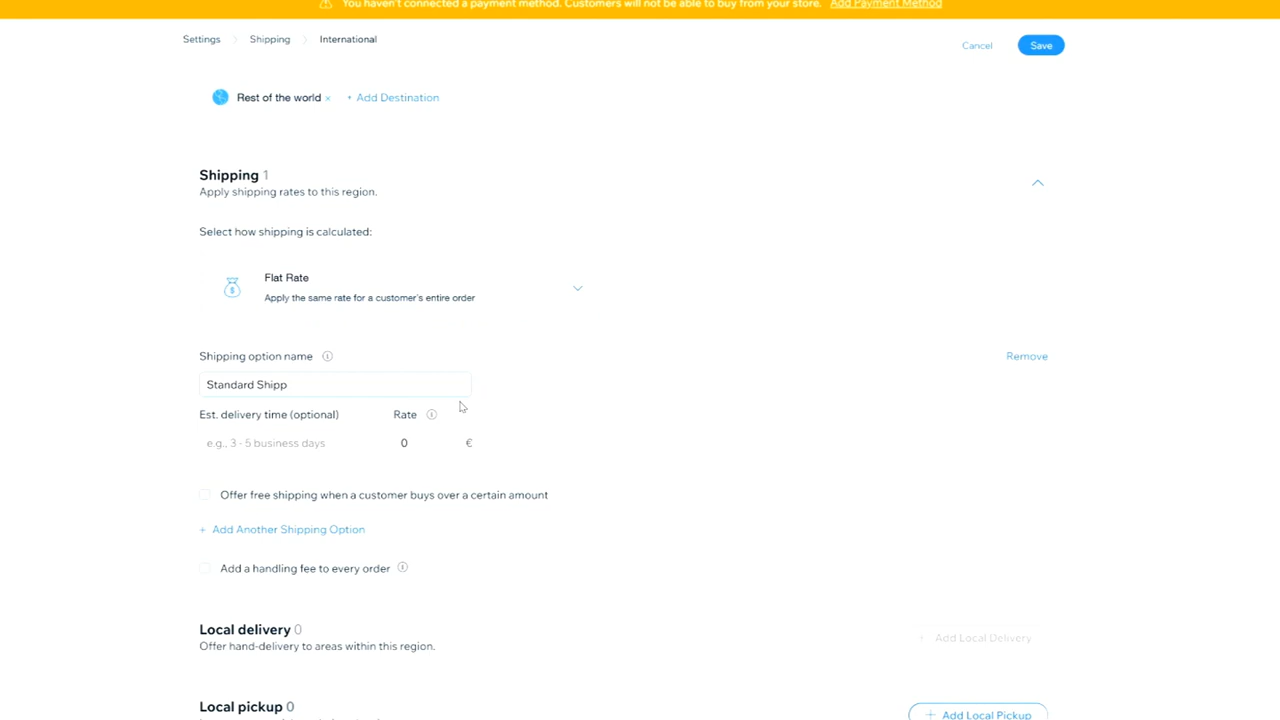 You haven't connected a payment method. Customers will not be able to buy from your store. Add Payment Method
Settings Shipping International
Cancel Save
Rest of the world × + Add Destination
Shipping 1
Apply shipping rates to this region.
Select how shipping is calculated:
Flat Rate
Apply the same rate for a customer's entire order
Shipping option name
Remove
Standard Shipp
Est. delivery time (optional) Rate
e.g., 3 - 5 business days 0 €
Offer free shipping when a customer buys over a certain amount
+ Add Another Shipping Option
Add a handling fee to every order
Local delivery 0
Offer hand-delivery to areas within this region.
+ Add Local Delivery
Local pickup 0
+ Add Local Pickup